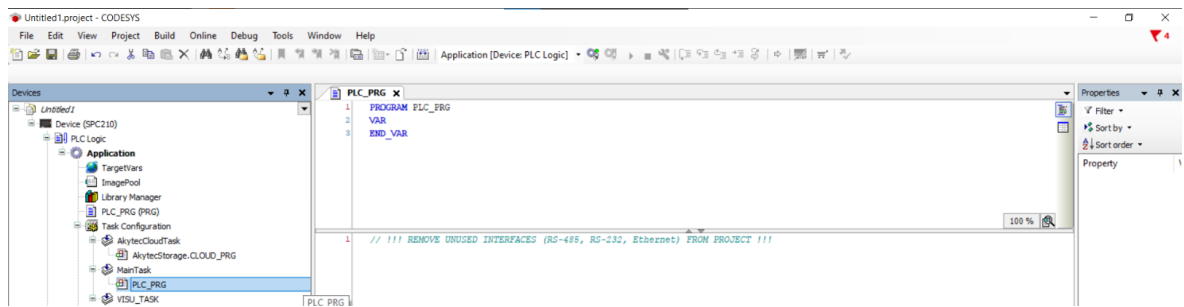 Untitled1.project - CODESYS
File Edit View Project Build Online Debug Tools Window Help
4
Application [Device: PLC Logic]
Devices
Untitled1
Device (SPC210)
PLC Logic
Application
TargetVars
ImagePool
Library Manager
PLC_PRG (PRG)
Task Configuration
AkytecCloudTask
AkytecStorage.CLOUD_PRG
MainTask
PLC_PRG
VISU_TASK
PLC_PRG
PLC_PRG
1 PROGRAM PLC_PRG
2 VAR
3 END_VAR
100 %
1 // !!! REMOVE UNUSED INTERFACES (RS-485, RS-232, Ethernet) FROM PROJECT !!!
Properties
Filter
Sort by
Sort order
Property